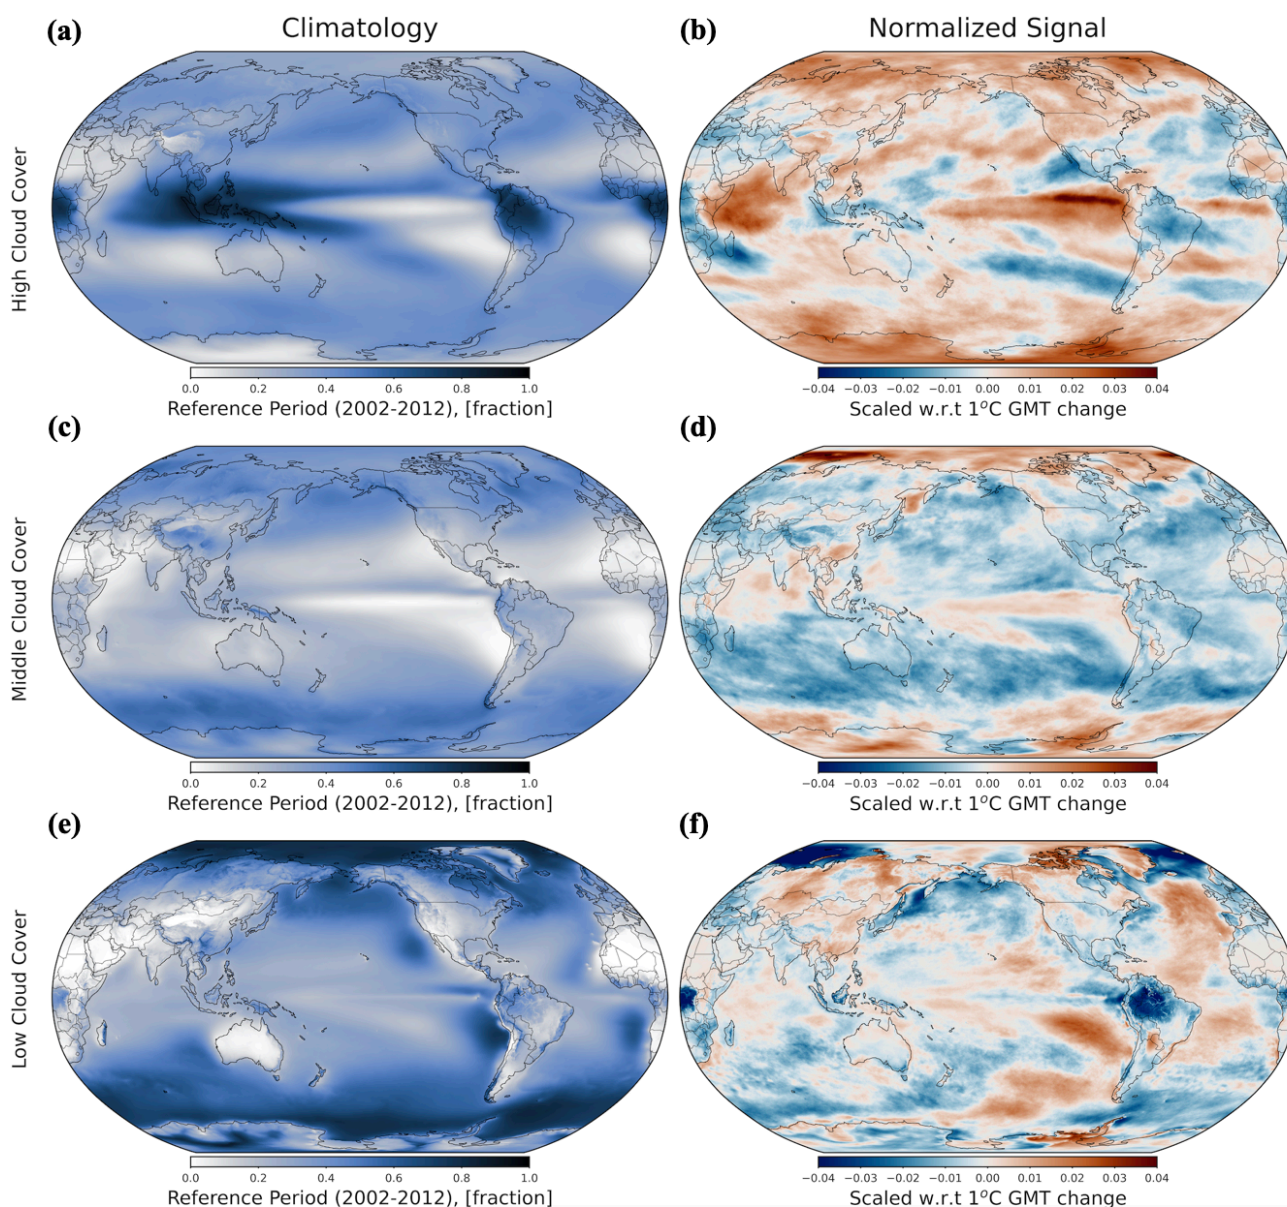 (a)
Climatology
(b)
Normalized Signal
High Cloud Cover
0.0 0.2 0.4 0.6 0.8 1.0
Reference Period (2002-2012), [fraction]
−0.04 −0.03 −0.02 −0.01 0.00 0.01 0.02 0.03 0.04
Scaled w.r.t 1°C GMT change
(c)
(d)
Middle Cloud Cover
0.0 0.2 0.4 0.6 0.8 1.0
Reference Period (2002-2012), [fraction]
−0.04 −0.03 −0.02 −0.01 0.00 0.01 0.02 0.03 0.04
Scaled w.r.t 1°C GMT change
(e)
(f)
Low Cloud Cover
0.0 0.2 0.4 0.6 0.8 1.0
Reference Period (2002-2012), [fraction]
−0.04 −0.03 −0.02 −0.01 0.00 0.01 0.02 0.03 0.04
Scaled w.r.t 1°C GMT change